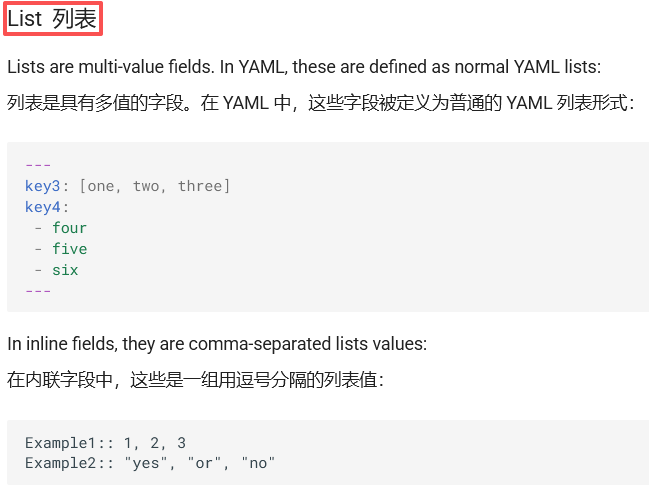 List 列表
Lists are multi-value fields. In YAML, these are defined as normal YAML lists:
列表是具有多值的字段。在 YAML 中，这些字段被定义为普通的 YAML 列表形式：
---
key3: [one, two, three]
key4:
 - four
 - five
 - six
---
In inline fields, they are comma-separated lists values:
在内联字段中，这些是一组用逗号分隔的列表值：
Example1:: 1, 2, 3
Example2:: "yes", "or", "no"